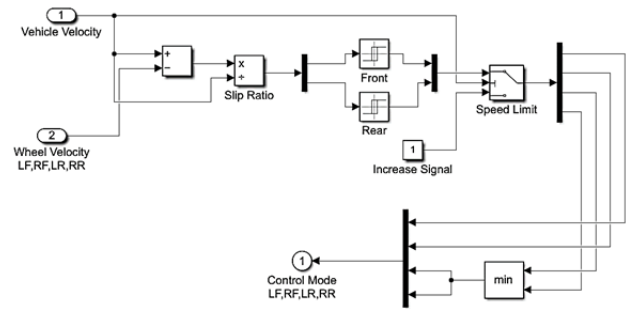 1
Vehicle Velocity
+
−
x
÷
Slip Ratio
Front
Rear
Speed Limit
2
Wheel Velocity
LF,RF,LR,RR
1
Increase Signal
1
Control Mode
LF,RF,LR,RR
min